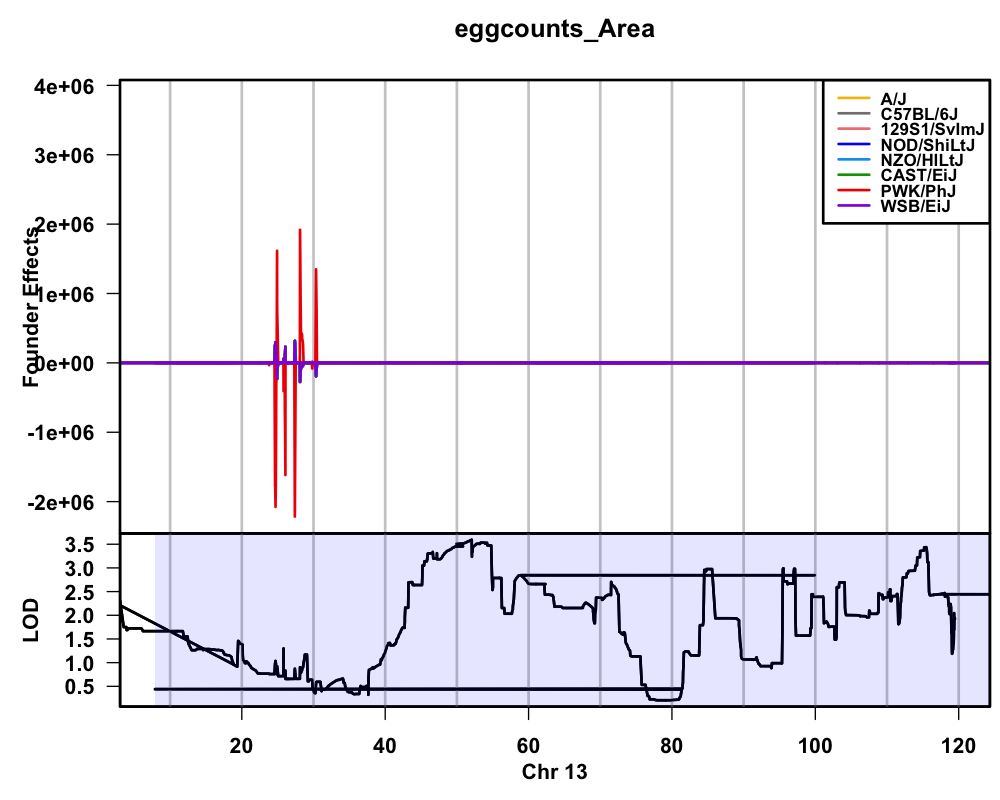 eggcounts_Area
4e+06
3e+06
2e+06
1e+06
0e+00
-1e+06
-2e+06
Founder Effects
A/J
C57BL/6J
129S1/SvImJ
NOD/ShiLtJ
NZO/HlLtJ
CAST/EiJ
PWK/PhJ
WSB/EiJ
3.5
3.0
2.5
2.0
1.5
1.0
0.5
LOD
20 40 60 80 100 120
Chr 13